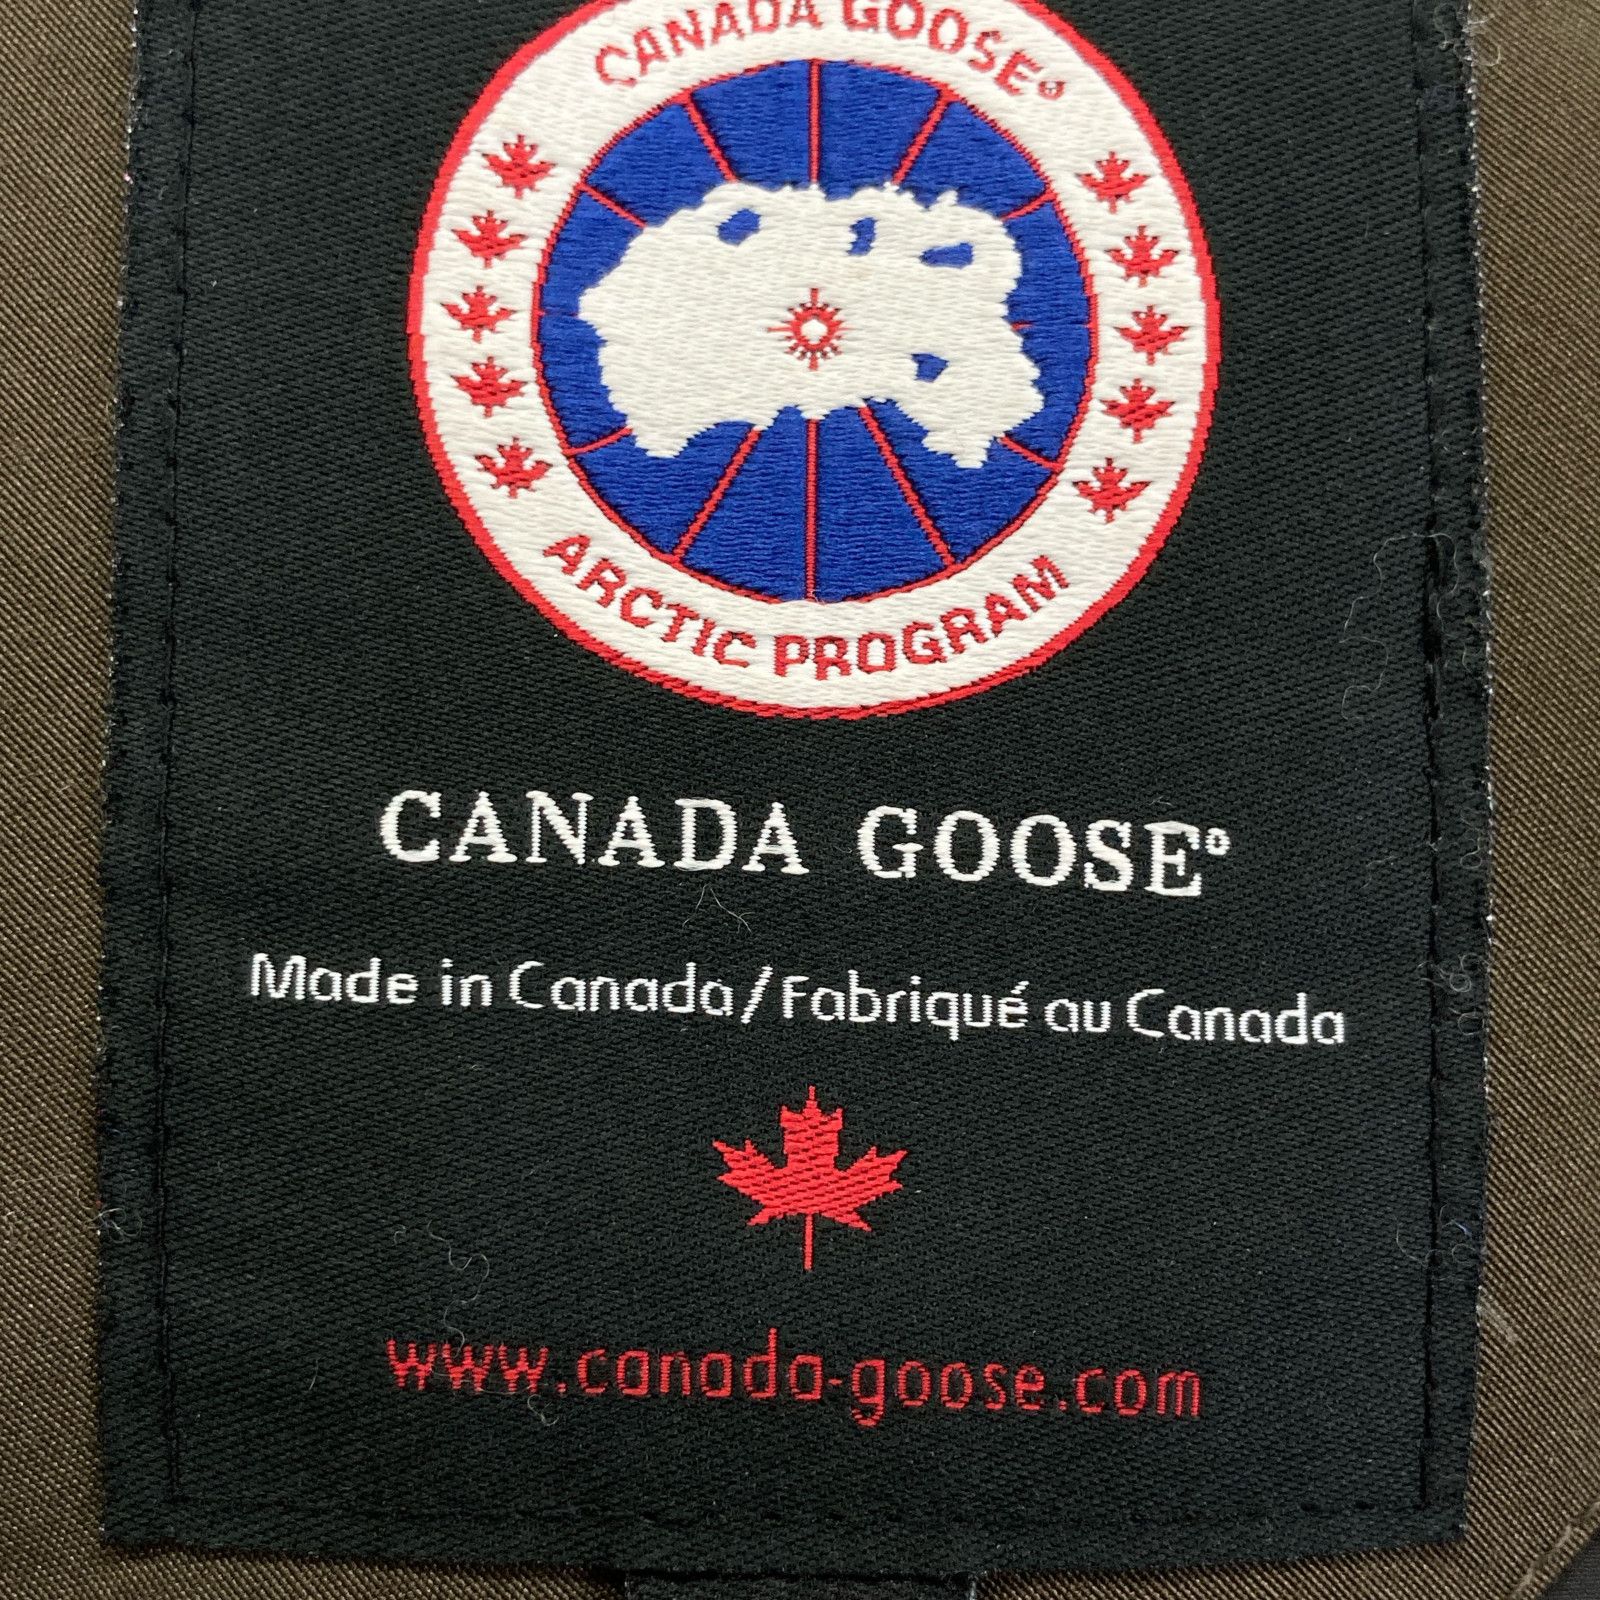 CANADA GOOSE®
ARCTIC PROGRAM
CANADA GOOSE®
Made in Canada/Fabriqué au Canada
www.canada-goose.com